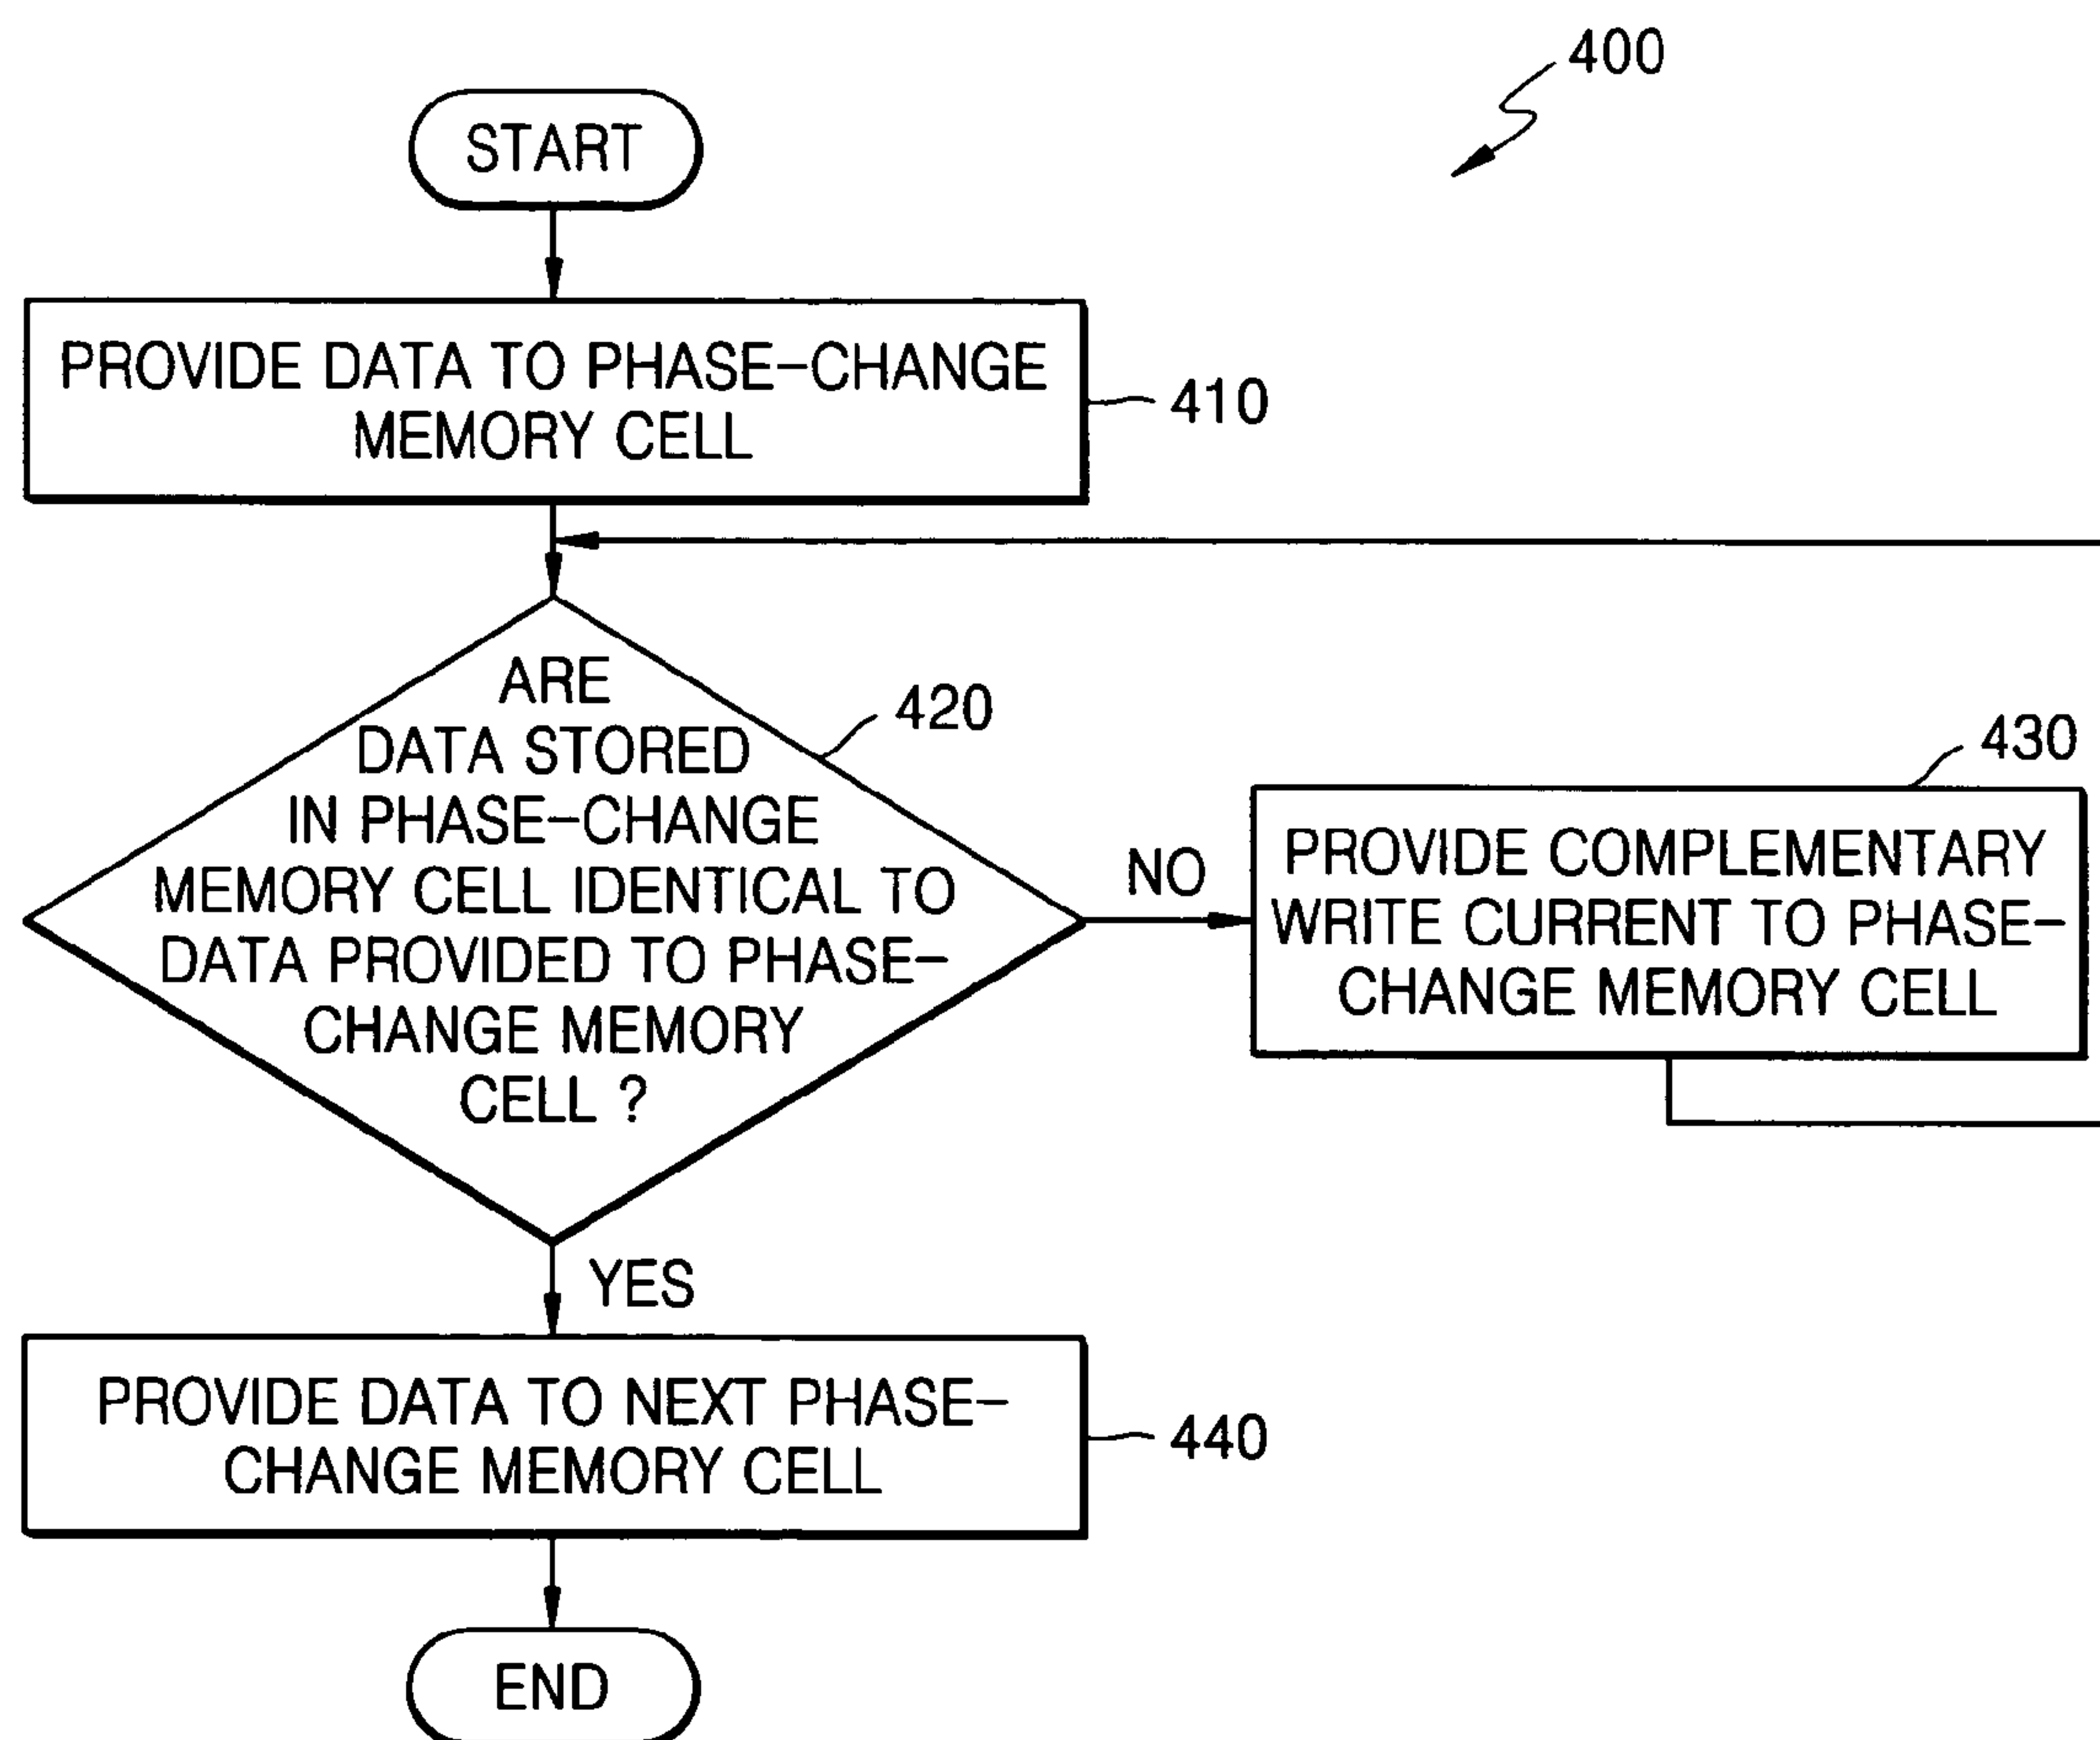 400
START
PROVIDE DATA TO PHASE-CHANGE
MEMORY CELL
410
ARE
DATA STORED
IN PHASE-CHANGE
MEMORY CELL IDENTICAL TO
DATA PROVIDED TO PHASE-
CHANGE MEMORY
CELL ?
420
NO
430
PROVIDE COMPLEMENTARY
WRITE CURRENT TO PHASE-
CHANGE MEMORY CELL
YES
PROVIDE DATA TO NEXT PHASE-
CHANGE MEMORY CELL
440
END